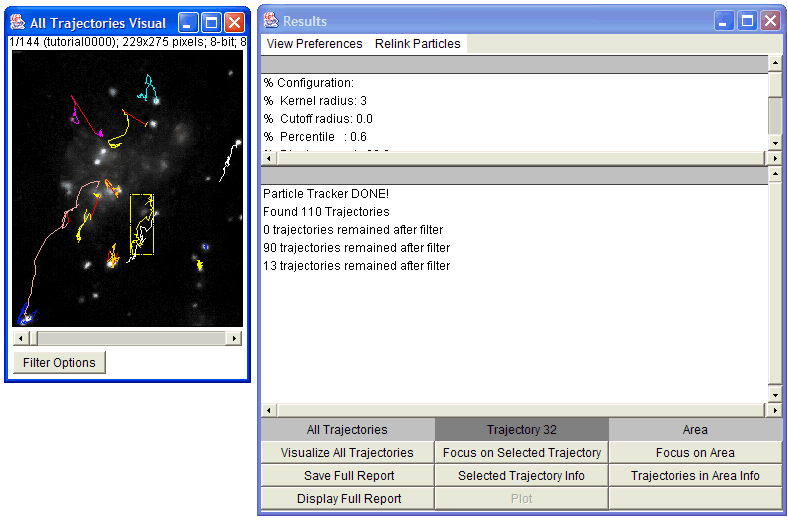 All Trajectories Visual
1/144 (tutorial0000); 229x275 pixels; 8-bit; 8
Filter Options
Results
View Preferences Relink Particles
% Configuration:
% Kernel radius: 3
% Cutoff radius: 0.0
% Percentile : 0.6
Particle Tracker DONE!
Found 110 Trajectories
0 trajectories remained after filter
90 trajectories remained after filter
13 trajectories remained after filter
All Trajectories Trajectory 32 Area
Visualize All Trajectories Focus on Selected Trajectory Focus on Area
Save Full Report Selected Trajectory Info Trajectories in Area Info
Display Full Report Plot